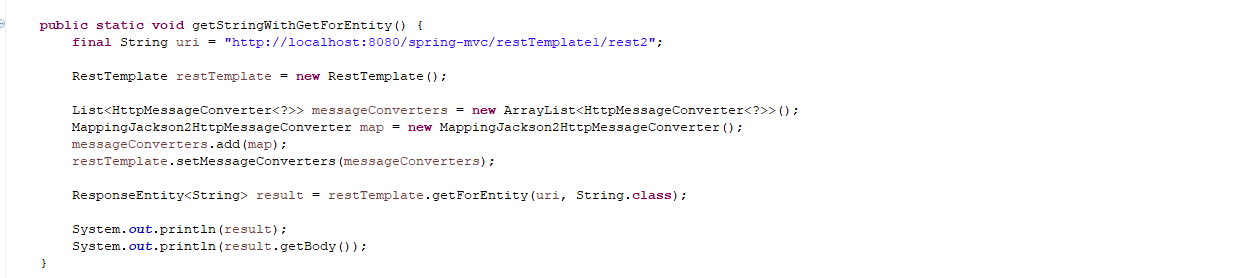 public static void getStringWithGetForEntity() {
final String uri = "http://localhost:8080/spring-mvc/restTemplate1/rest2";
RestTemplate restTemplate = new RestTemplate();
List<HttpMessageConverter<?>> messageConverters = new ArrayList<HttpMessageConverter<?>>();
MappingJackson2HttpMessageConverter map = new MappingJackson2HttpMessageConverter();
messageConverters.add(map);
restTemplate.setMessageConverters(messageConverters);
ResponseEntity<String> result = restTemplate.getForEntity(uri, String.class);
System.out.println(result);
System.out.println(result.getBody());
}